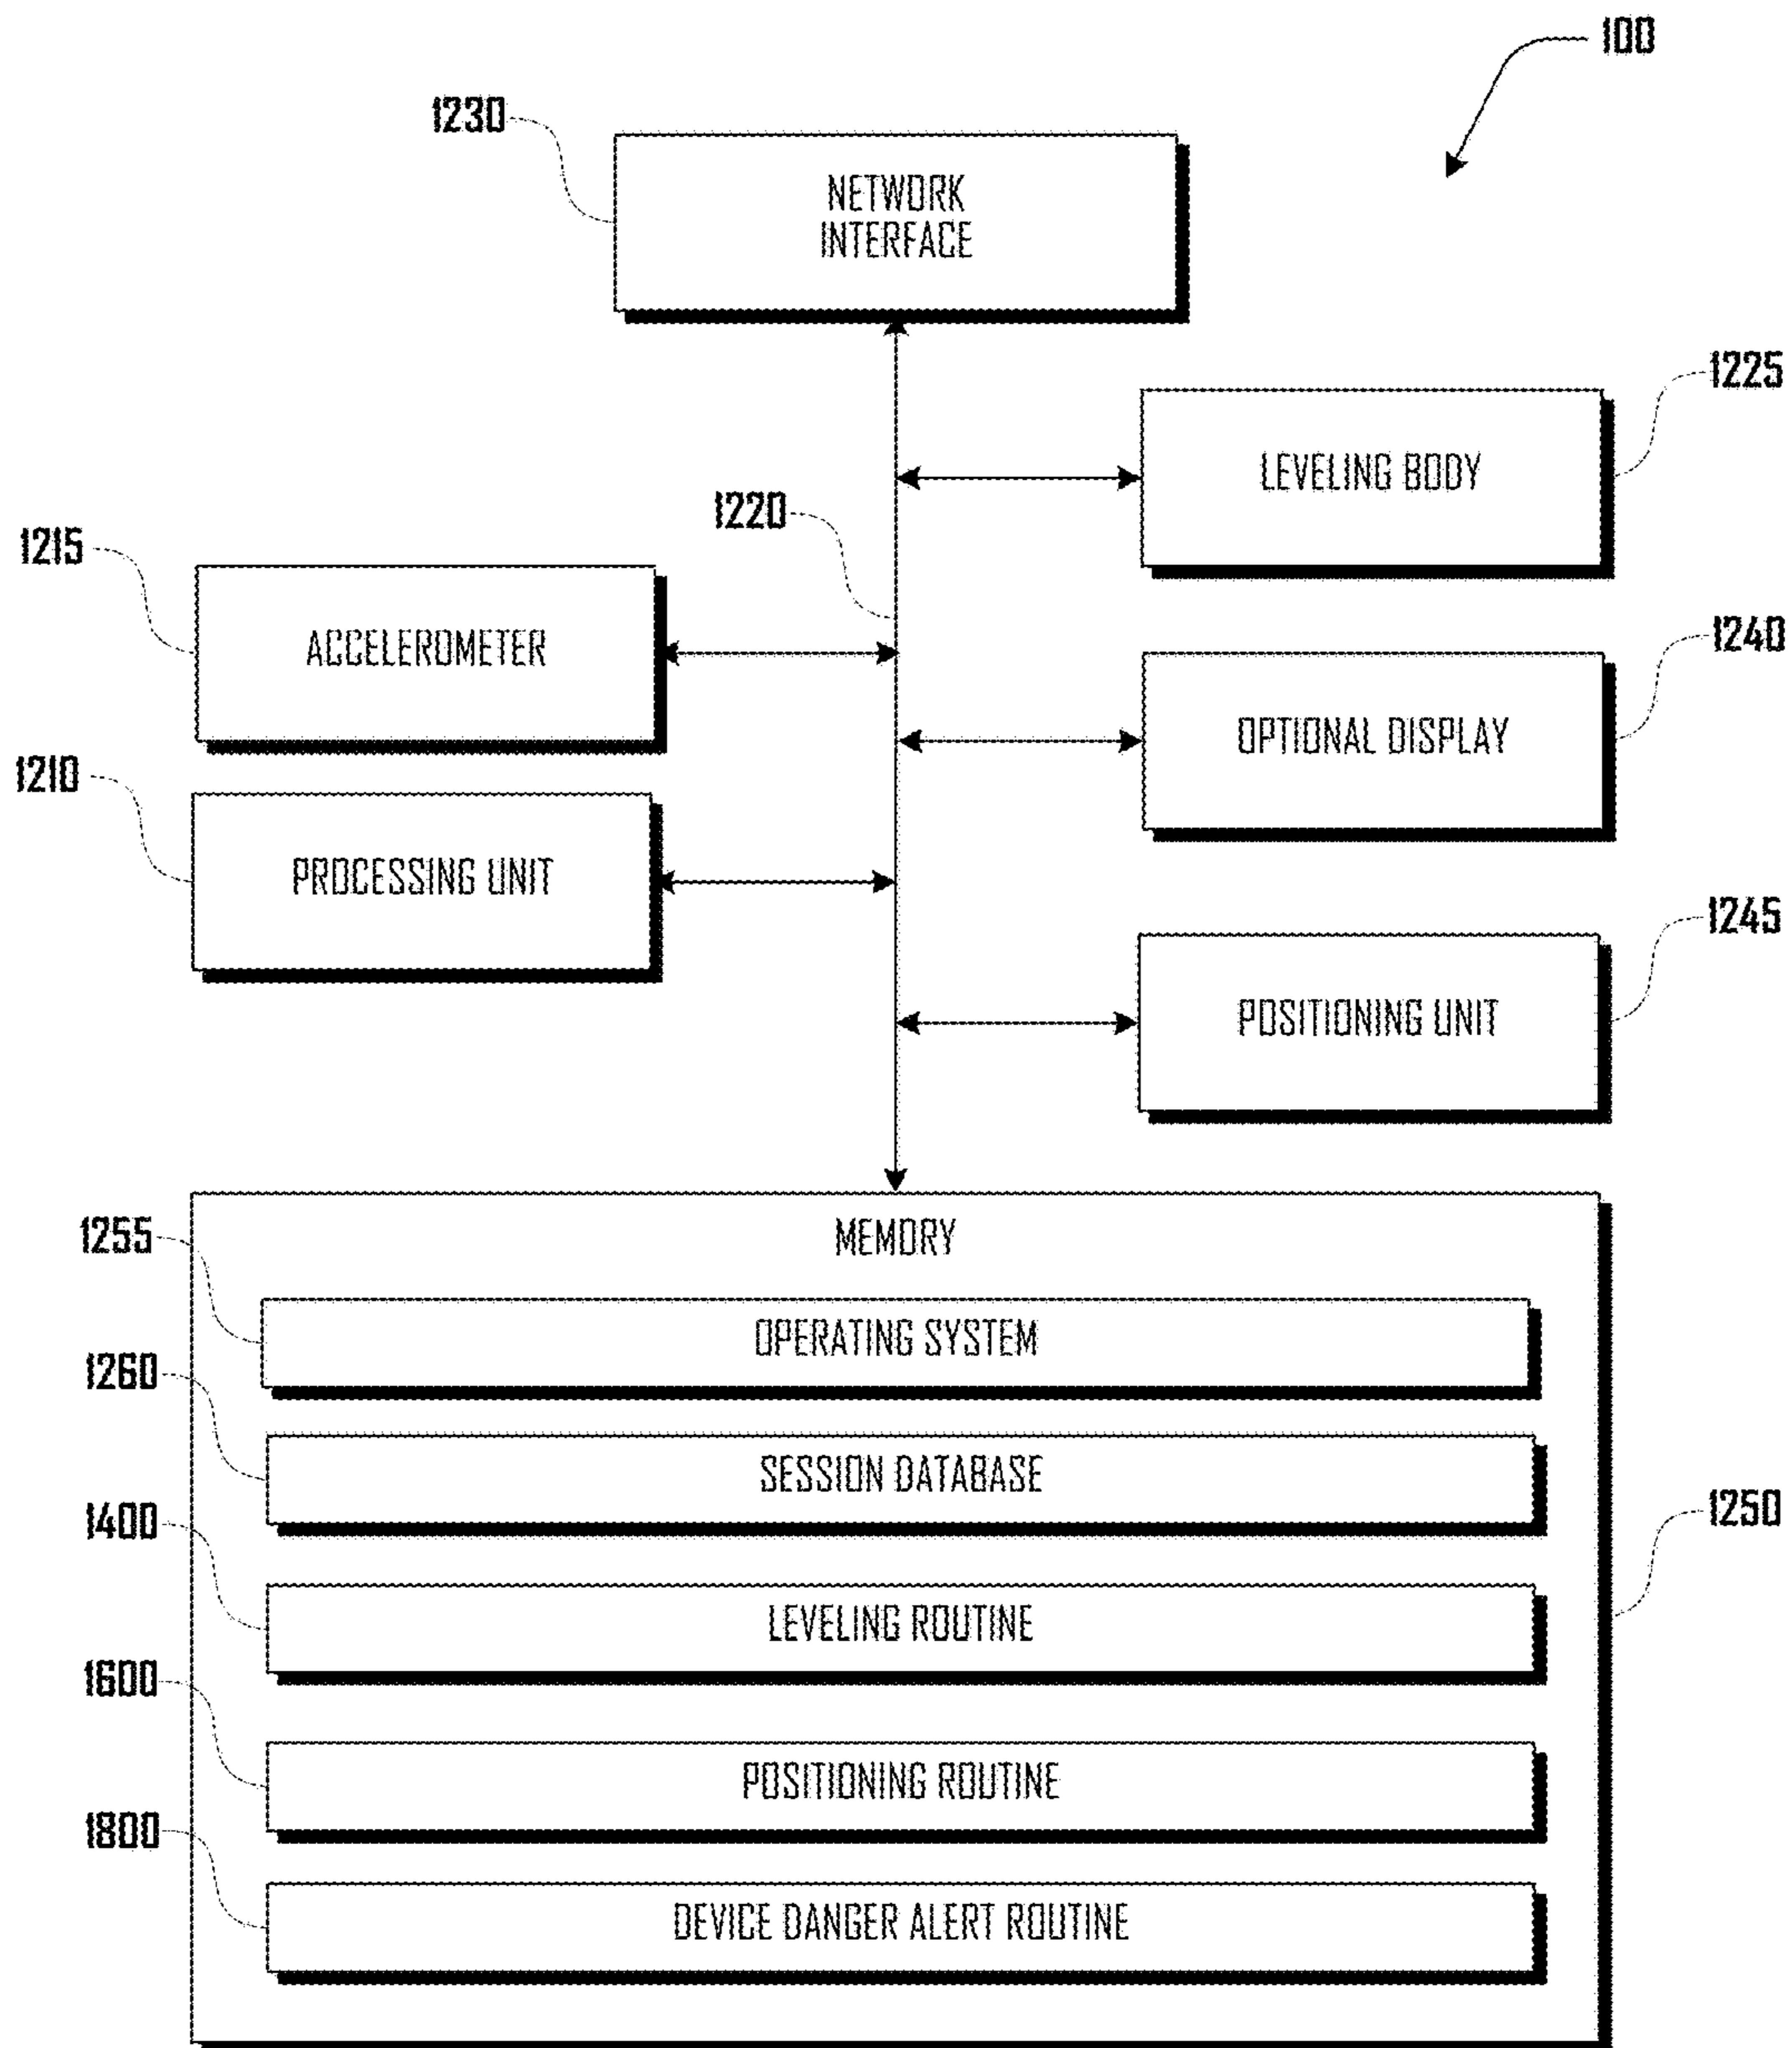 100
1230
NETWORK
INTERFACE
1225
LEVELING BODY
1220
1215
ACCELEROMETER
1240
OPTIONAL DISPLAY
1210
PROCESSING UNIT
1245
POSITIONING UNIT
MEMORY
1255
OPERATING SYSTEM
1260
SESSION DATABASE
1400
1250
LEVELING ROUTINE
1600
POSITIONING ROUTINE
1800
DEVICE DANGER ALERT ROUTINE